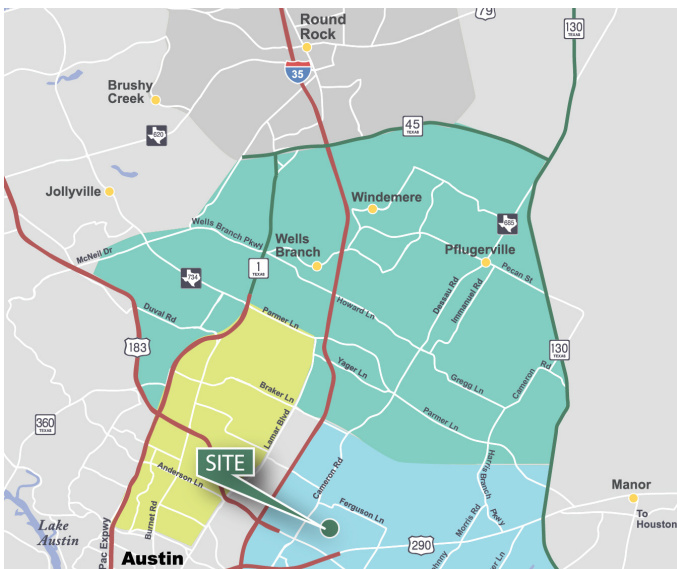 Round
Rock
79
130
TEXAS
35
Brushy
Creek
620
45
TEXAS
Jollyville
Windemere
685
Wells Branch Pkwy
McNeil Dr
Wells
Branch
Pflugerville
1
TEXAS
734
Pecan St
Dessau Rd
Immanuel Rd
Duval Rd
Parmer Ln
Howard Ln
183
130
TEXAS
Yager Ln
Cameron Rd
Gregg Ln
Braker Ln
Parmer Ln
360
TEXAS
Lamar Blvd
SITE
Cameron Rd
Harris Branch Pkwy
Anderson Ln
Manor
Burnet Rd
Ferguson Ln
Morris Rd
To
Houston
Lake
Austin
Pac Expwy
290
Austin